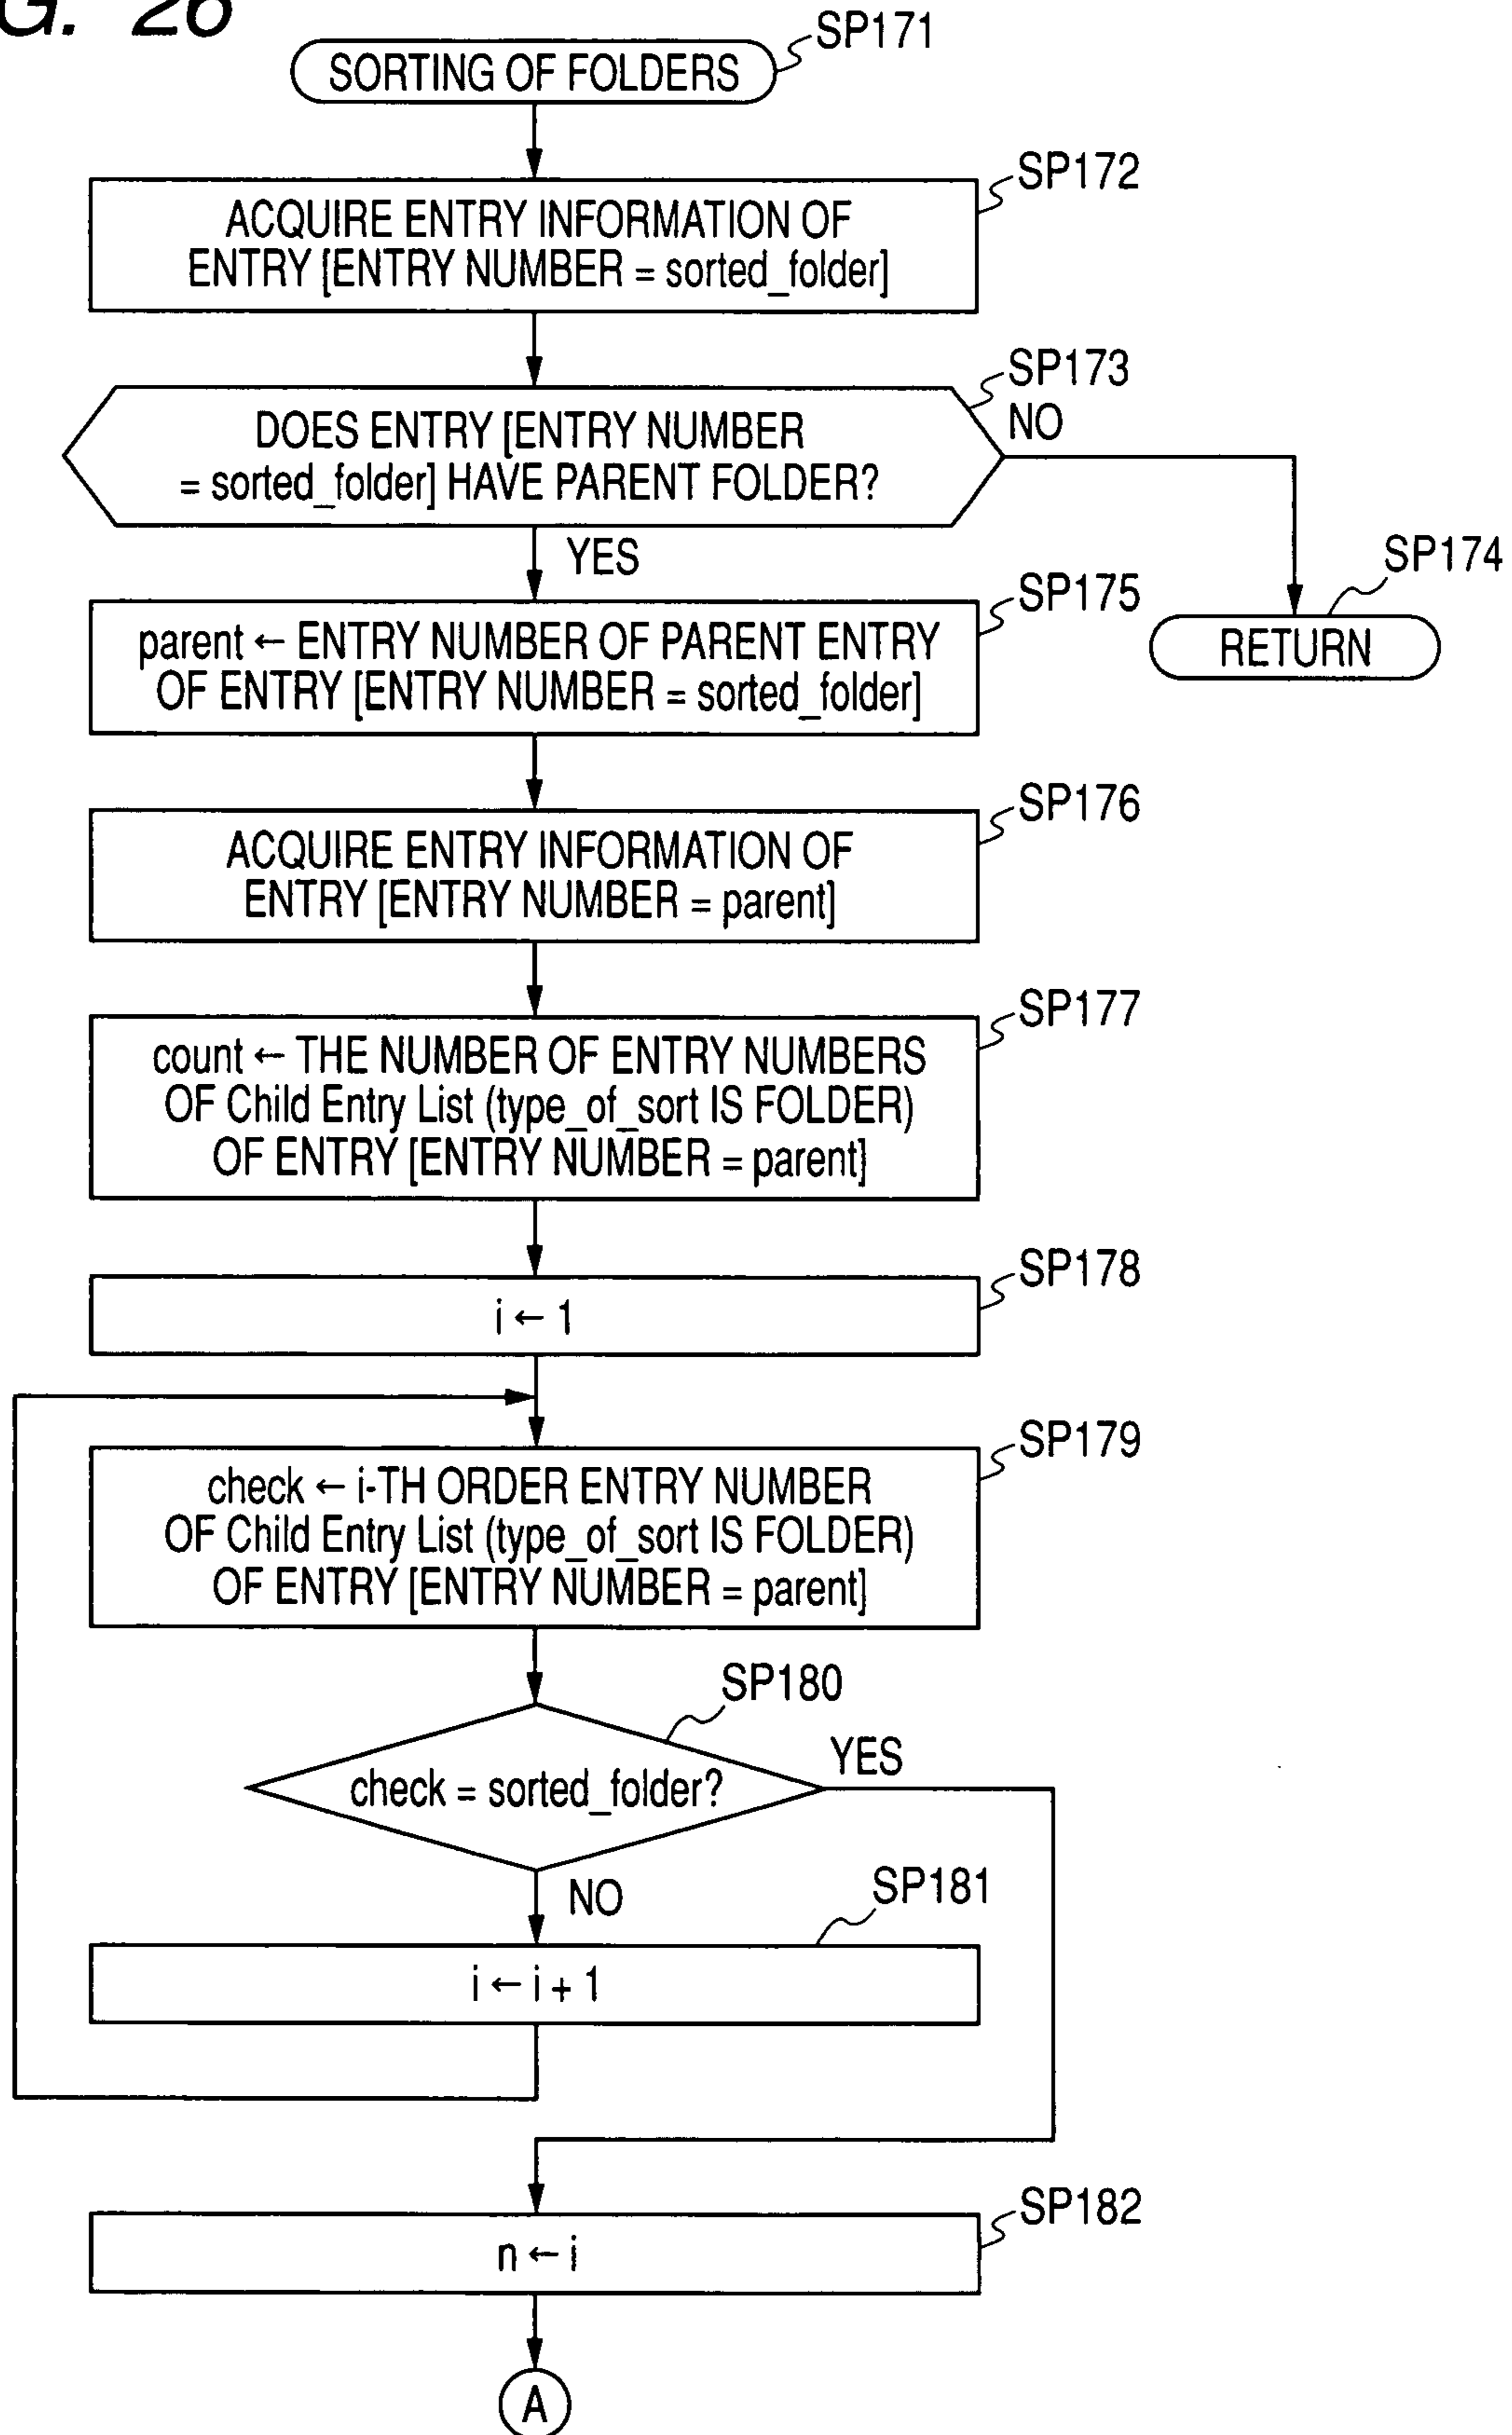 G. 26
SP171
SORTING OF FOLDERS
SP172
ACQUIRE ENTRY INFORMATION OF
ENTRY [ENTRY NUMBER = sorted_folder]
SP173
NO
DOES ENTRY [ENTRY NUMBER
= sorted_folder] HAVE PARENT FOLDER?
YES
SP174
RETURN
SP175
parent ← ENTRY NUMBER OF PARENT ENTRY
OF ENTRY [ENTRY NUMBER = sorted_folder]
SP176
ACQUIRE ENTRY INFORMATION OF
ENTRY [ENTRY NUMBER = parent]
SP177
count ← THE NUMBER OF ENTRY NUMBERS
OF Child Entry List (type_of_sort IS FOLDER)
OF ENTRY [ENTRY NUMBER = parent]
SP178
i ← 1
SP179
check ← i-TH ORDER ENTRY NUMBER
OF Child Entry List (type_of_sort IS FOLDER)
OF ENTRY [ENTRY NUMBER = parent]
SP180
YES
check = sorted_folder?
NO
SP181
i ← i + 1
SP182
n ← i
A